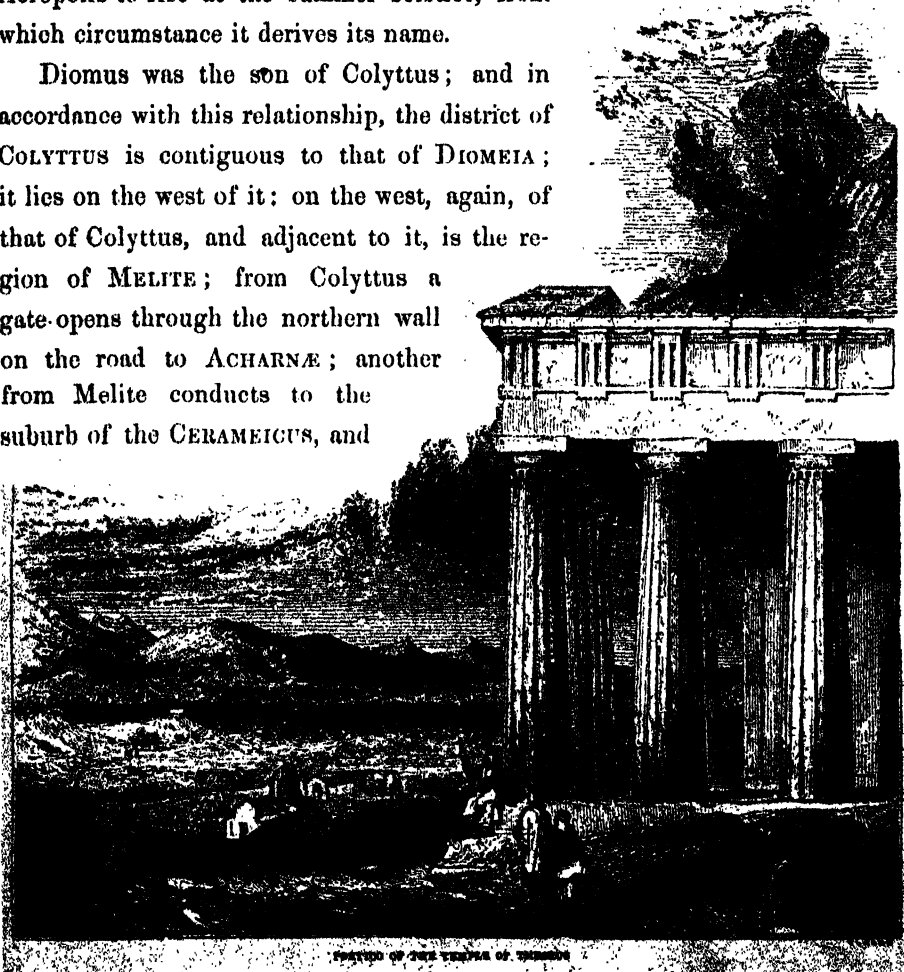 which circumstance it derives its name.
Diomus was the son of Colyttus; and in
accordance with this relationship, the district of
COLYTTUS is contiguous to that of DIOMEIA;
it lies on the west of it: on the west, again, of
that of Colyttus, and adjacent to it, is the re-
gion of MELITE; from Colyttus a
gate opens through the northern wall
on the road to ACHARNÆ; another
from Melite conducts to the
suburb of the CERAMEICUS, and
PORTICO OF THE TEMPLE OF